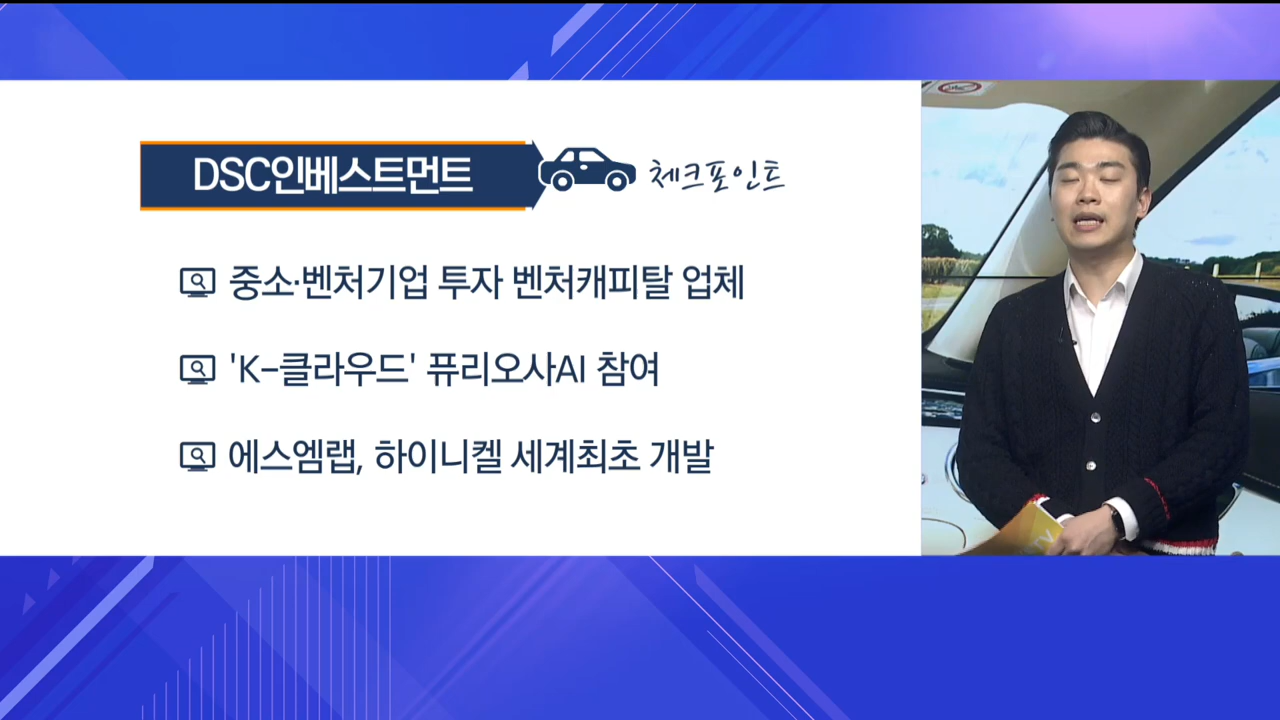 DSC인베스트먼트 체크포인트
중소·벤처기업 투자 벤처캐피탈 업체
'K-클라우드' 퓨리오사AI 참여
에스엠랩, 하이니켈 세계최초 개발